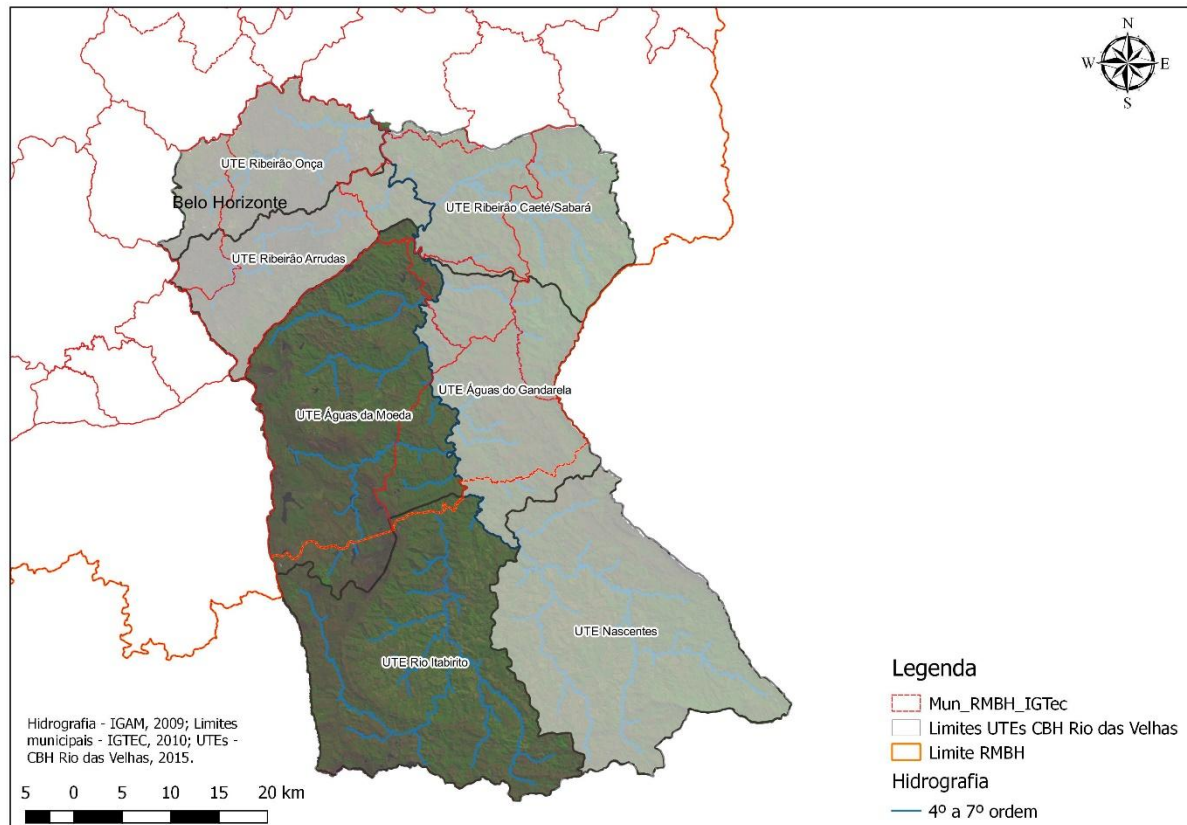 N
W E
S
UTE Ribeirão Onça
Belo Horizonte
UTE Ribeirão Caeté/Sabará
UTE Ribeirão Arrudas
UTE Águas do Gandarela
UTE Águas da Moeda
UTE Nascentes
UTE Rio Itabirito
Hidrografia - IGAM, 2009; Limites
municipais - IGTEC, 2010; UTEs -
CBH Rio das Velhas, 2015.
5 0 5 10 15 20 km
Legenda
Mun_RMBH_IGTec
Limites UTEs CBH Rio das Velhas
Limite RMBH
Hidrografia
4º a 7º ordem